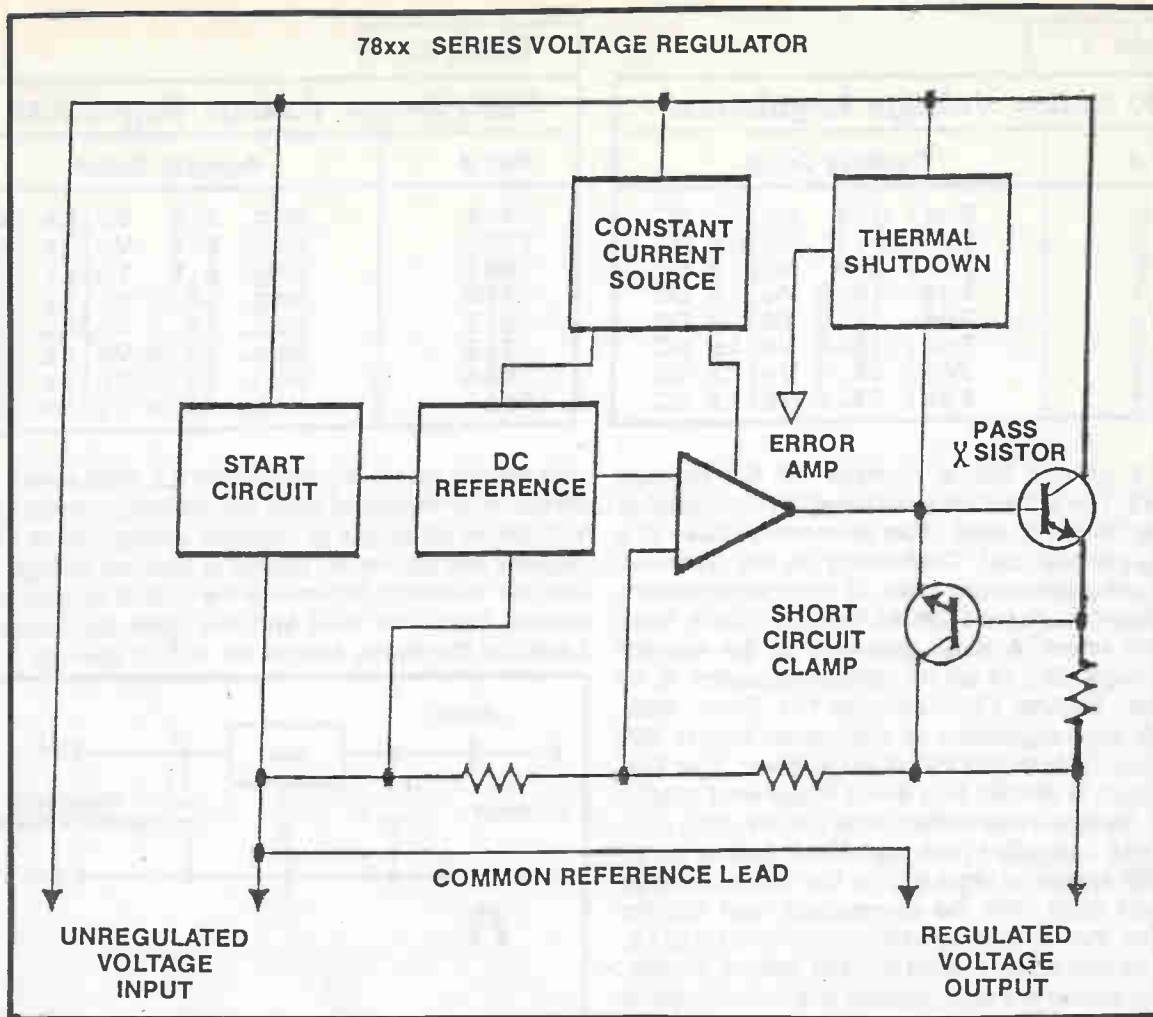 78xx SERIES VOLTAGE REGULATOR
CONSTANT
CURRENT
SOURCE
THERMAL
SHUTDOWN
START
CIRCUIT
DC
REFERENCE
ERROR
AMP
PASS
XSISTOR
SHORT
CIRCUIT
CLAMP
COMMON REFERENCE LEAD
UNREGULATED
VOLTAGE
INPUT
REGULATED
VOLTAGE
OUTPUT